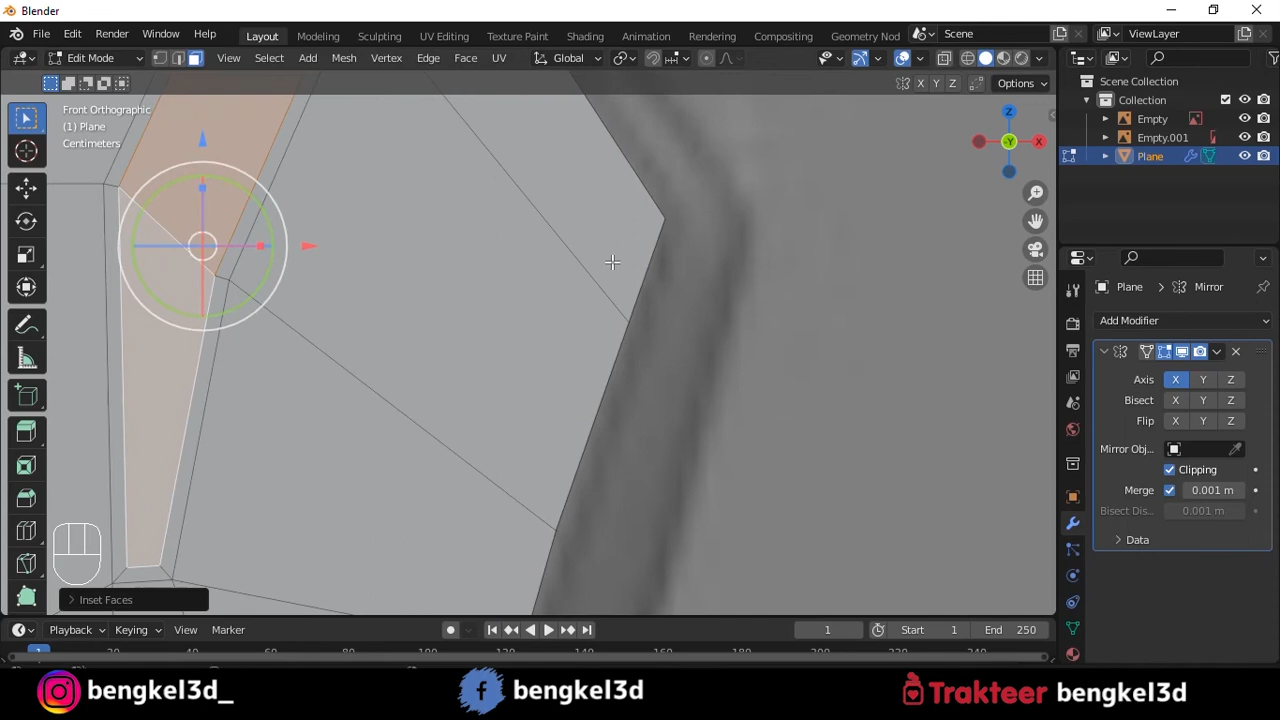 Blender
File Edit Render Window Help Layout Modeling Sculpting UV Editing Texture Paint Shading Animation Rendering Compositing Geometry Nod Scene ViewLayer
Edit Mode View Select Add Mesh Vertex Edge Face UV Global
X Y Z Options
Front Orthographic
(1) Plane
Centimeters
Z
X
-Y
Scene Collection
Collection
Empty
Empty.001
Plane
Plane > Mirror
Add Modifier
Axis X Y Z
Bisect X Y Z
Flip X Y Z
Mirror Obj...
Clipping
Merge 0.001 m
Bisect Dis... 0.001 m
Data
Inset Faces
Playback Keying View Marker 1 Start 1 End 250
bengkel3d_ bengkel3d Trakteer bengkel3d